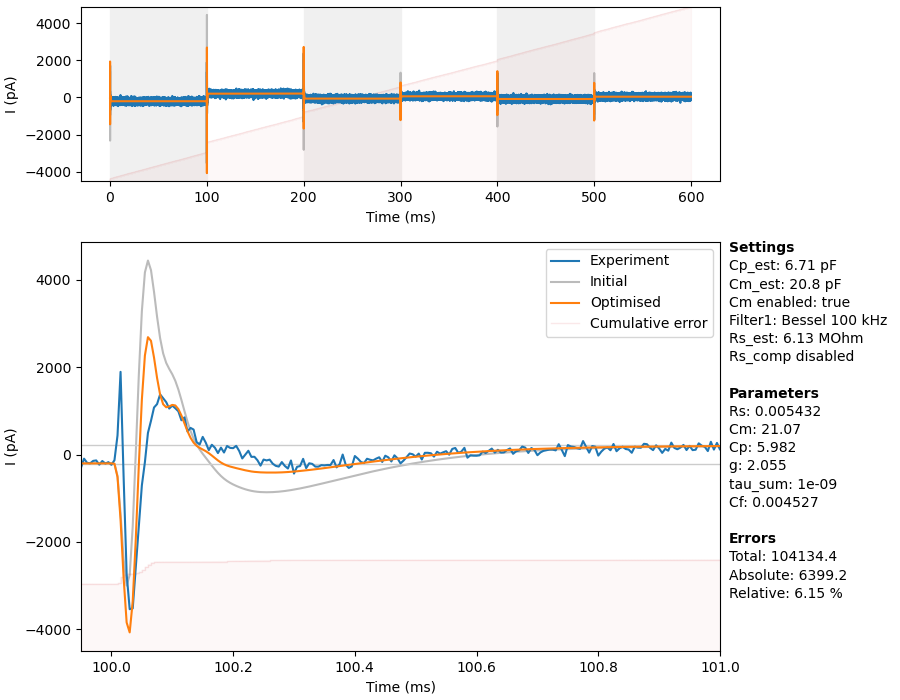 4000
2000
0
−2000
−4000
I (pA)
0
100
200
300
400
500
600
Time (ms)
4000
2000
0
−2000
−4000
I (pA)
Experiment
Initial
Optimised
Cumulative error
100.0
100.2
100.4
100.6
100.8
101.0
Time (ms)
Settings
Cp_est: 6.71 pF
Cm_est: 20.8 pF
Cm enabled: true
Filter1: Bessel 100 kHz
Rs_est: 6.13 MOhm
Rs_comp disabled
Parameters
Rs: 0.005432
Cm: 21.07
Cp: 5.982
g: 2.055
tau_sum: 1e-09
Cf: 0.004527
Errors
Total: 104134.4
Absolute: 6399.2
Relative: 6.15 %